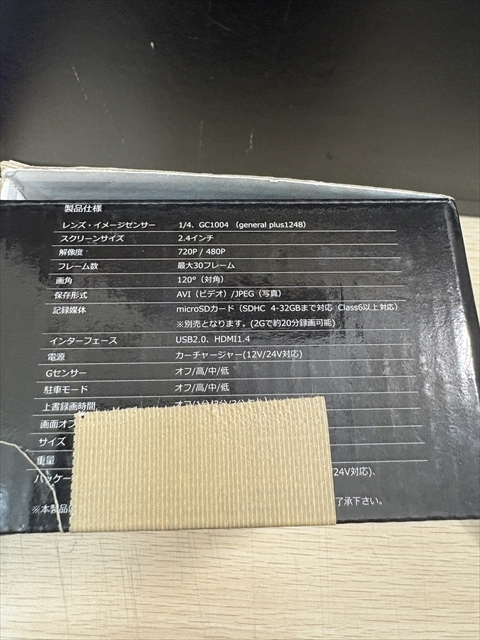 製品仕様
レンズ・イメージセンサー 1/4、GC1004 (general plus1248)
スクリーンサイズ 2.4インチ
解像度 720P / 480P
フレーム数 最大30フレーム
画角 120° (対角)
保存形式 AVI (ビデオ) /JPEG (写真)
記録媒体 microSDカード (SDHC 4-32GBまで対応 Class6以上対応)
※別売となります。(2Gで約20分録画可能)
インターフェース USB2.0、HDMI1.4
電源 カーチャージャー(12V/24V対応)
Gセンサー オフ/高/中/低
駐車モード オフ/高/中/低
上書録画時間 オフ/1分/2分
画面オフ
サイズ
重量
パッケー 24V対応)、
※本製品 了承下さい。